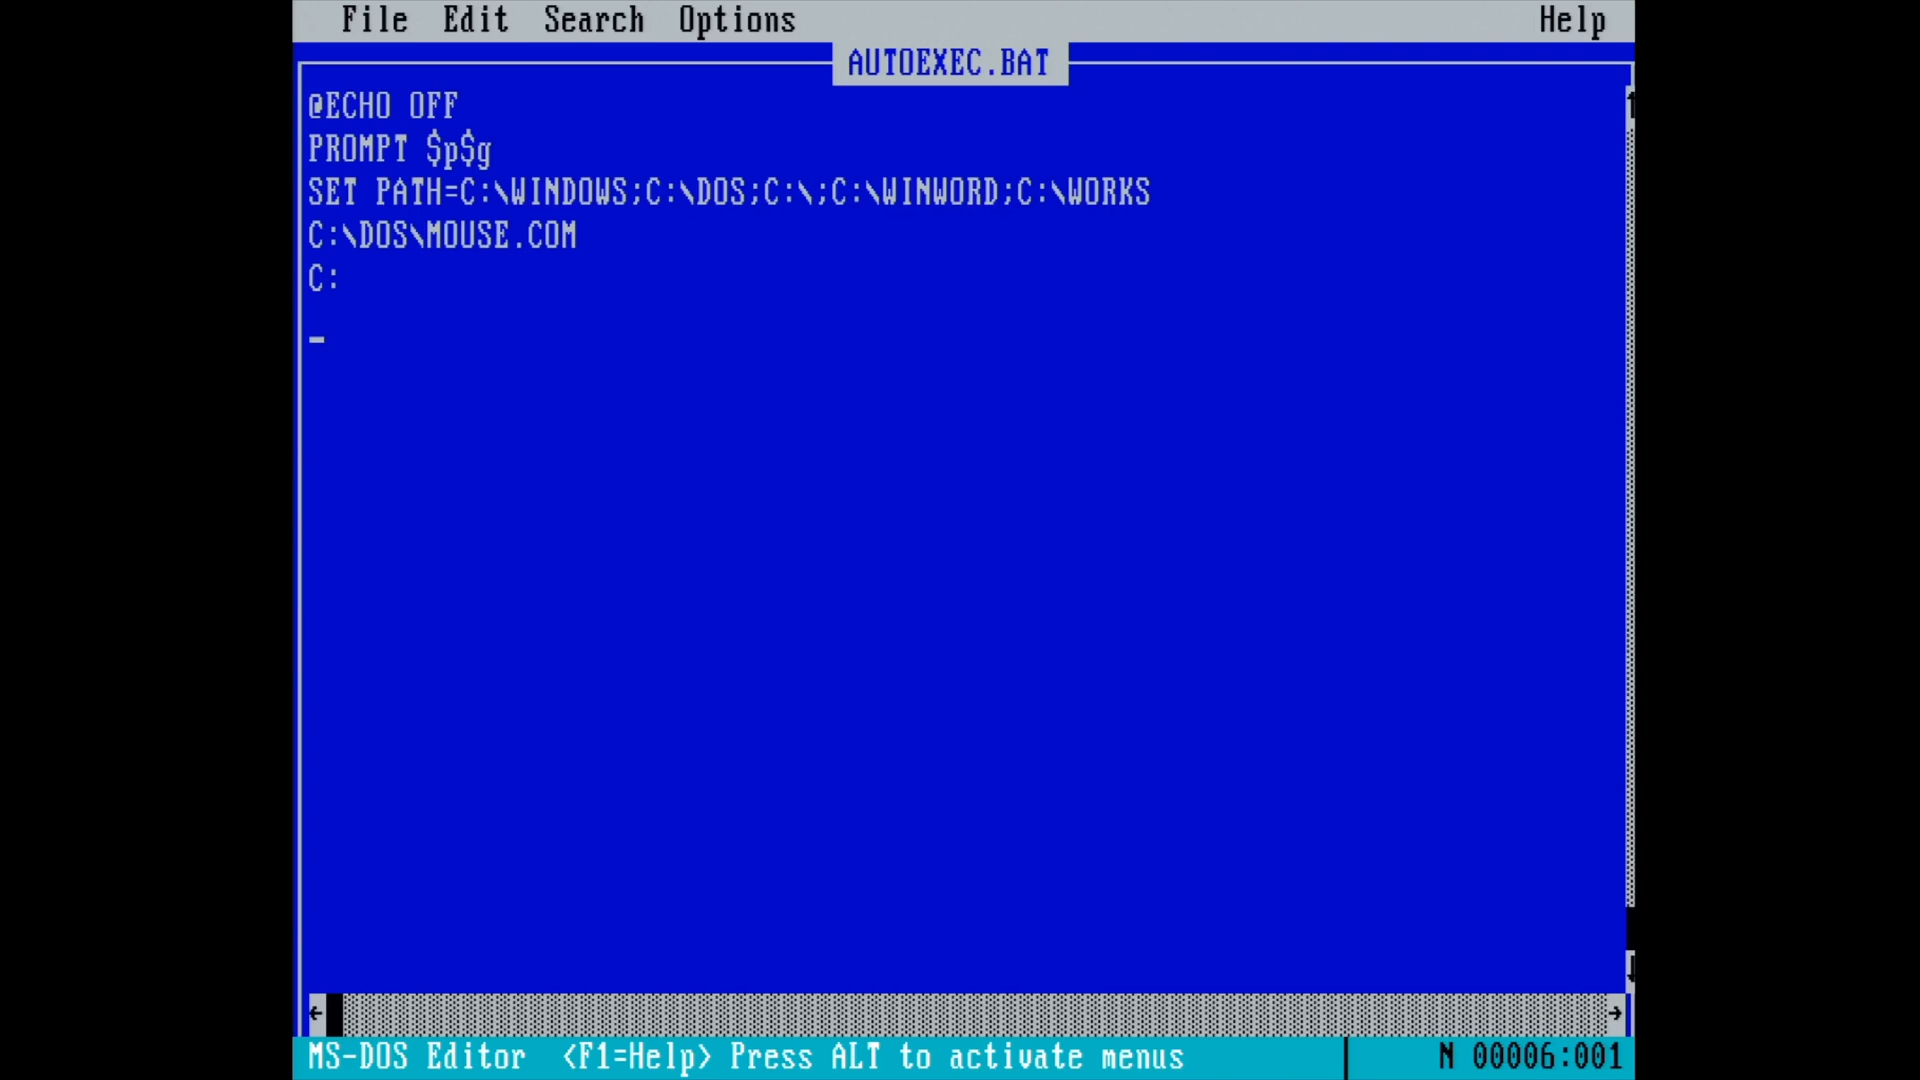 File Edit Search Options Help
AUTOEXEC.BAT
@ECHO OFF
PROMPT $p$g
SET PATH=C:\WINDOWS;C:\DOS;C:\;C:\WINWORD;C:\WORKS
C:\DOS\MOUSE.COM
C:
MS-DOS Editor <F1=Help> Press ALT to activate menus N 00006:001